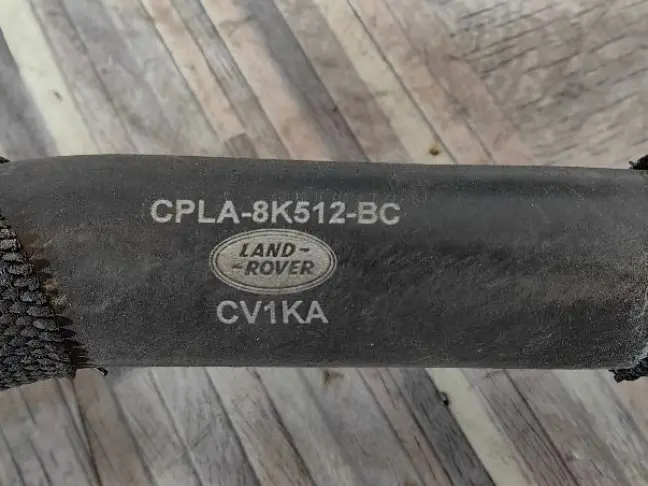 CPLA-8K512-BC
LAND-
-ROVER
CV1KA